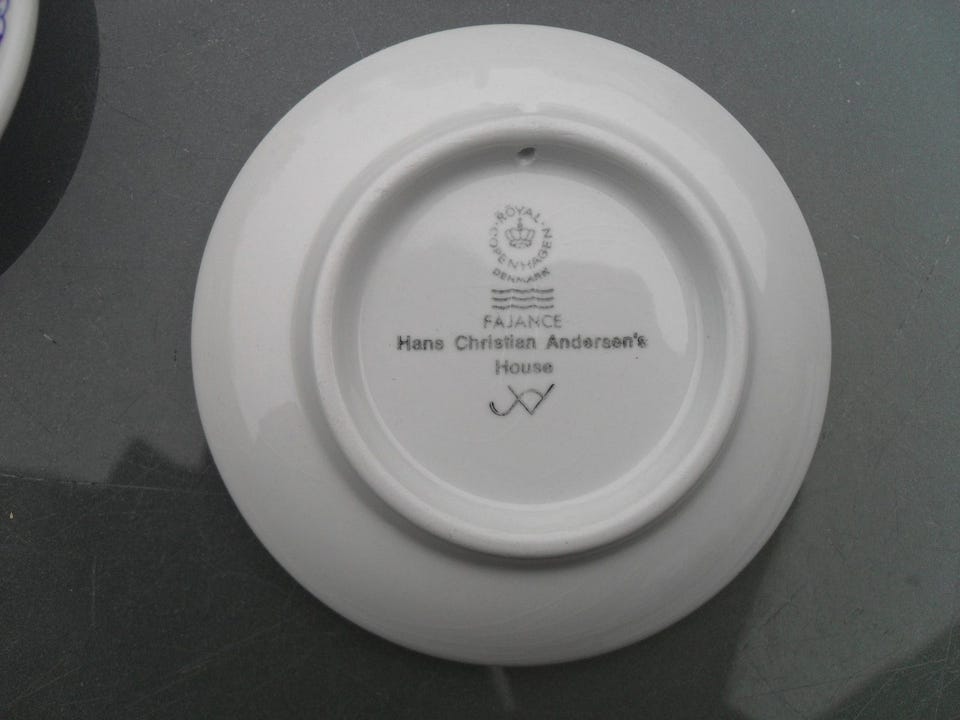 ROYAL
COPENHAGEN
DENMARK
FAJANCE
Hans Christian Andersen's
House